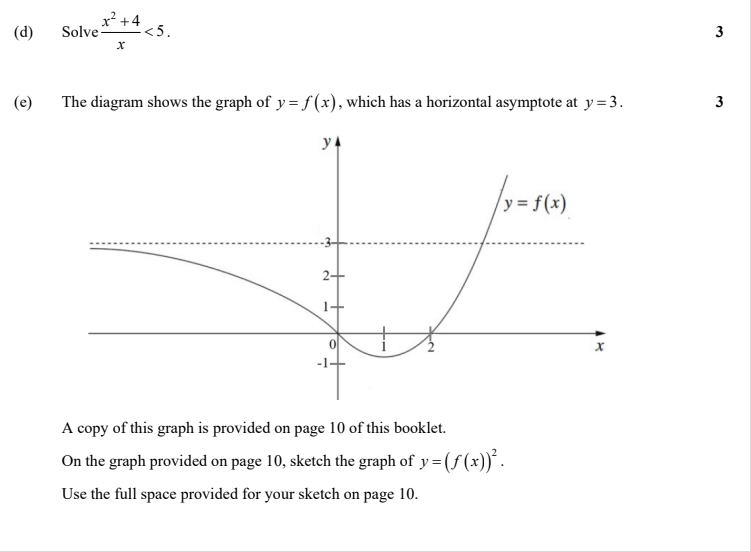 (d) Solve (x² + 4)/x < 5. 3
(e) The diagram shows the graph of y = f(x), which has a horizontal asymptote at y = 3. 3
y
y = f(x)
3
2
1
0 1 2 x
-1
A copy of this graph is provided on page 10 of this booklet.
On the graph provided on page 10, sketch the graph of y = (f(x))².
Use the full space provided for your sketch on page 10.